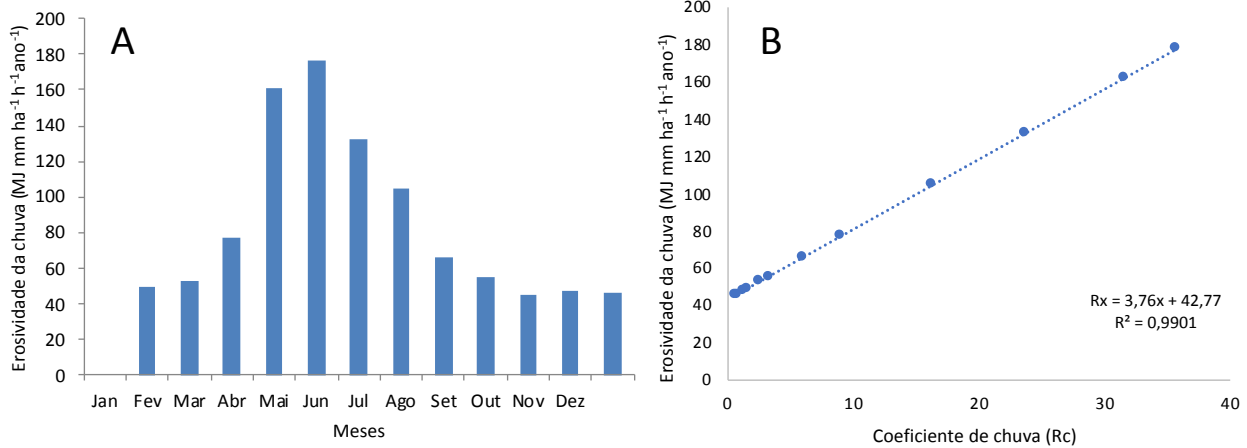 A
Erosividade da chuva (MJ mm ha⁻¹ h⁻¹ano⁻¹)
200
180
160
140
120
100
80
60
40
20
0
Jan Fev Mar Abr Mai Jun Jul Ago Set Out Nov Dez
Meses
B
Erosividade da chuva (MJ mm ha⁻¹ h⁻¹ ano⁻¹)
200
180
160
140
120
100
80
60
40
20
0
Rx = 3,76x + 42,77
R² = 0,9901
0 10 20 30 40
Coeficiente de chuva (Rc)